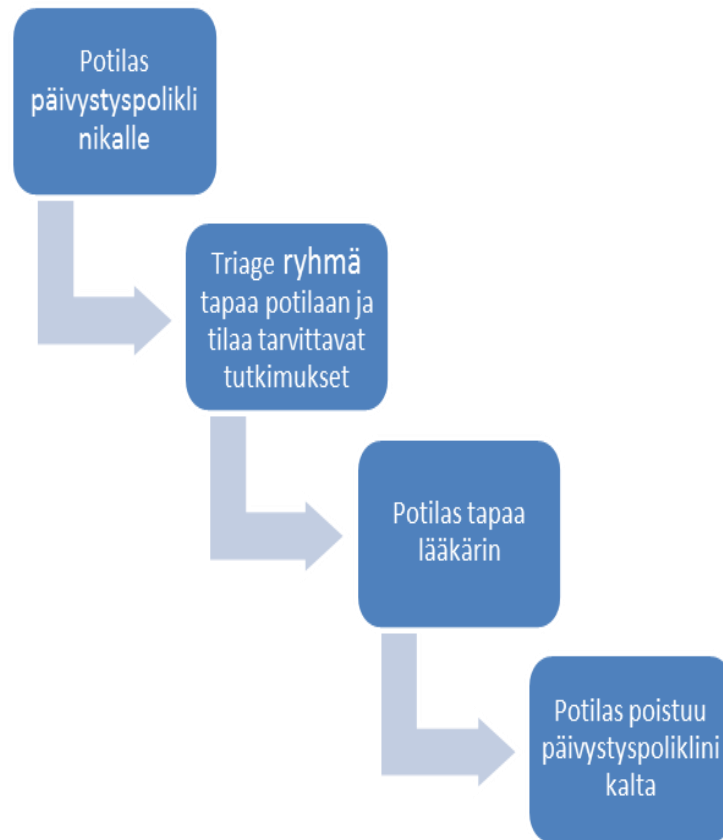 Potilas
päivystyspolikli
nikalle
Triage ryhmä
tapaa potilaan ja
tilaa tarvittavat
tutkimukset
Potilas tapaa
lääkärin
Potilas poistuu
päivystyspoliklini
kalta